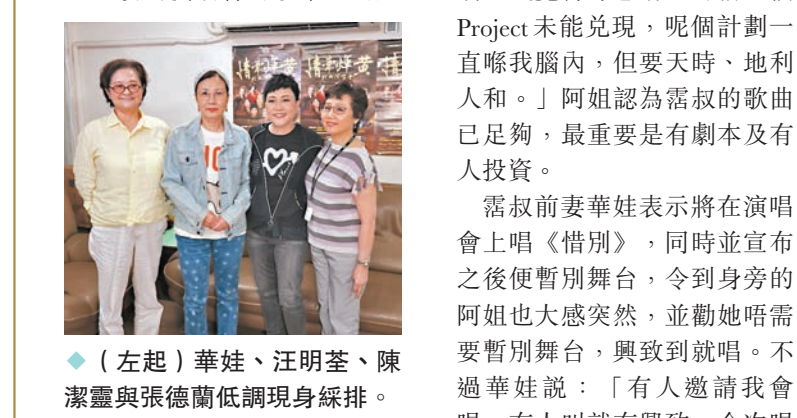 ◆（左起）華娃、汪明荃、陳
潔靈與張德蘭低調現身綵排。
Project未能兑現，呢個計劃一
直喺我腦內，但要天時、地利
人和。」阿姐認為霑叔的歌曲
已足夠，最重要是有劇本及有
人投資。
霑叔前妻華娃表示將在演唱
會上唱《惜別》，同時並宣布
之後便暫別舞台，令到身旁的
阿姐也大感突然，並勸她唔需
要暫別舞台，興致到就唱。不
過華娃説：「有人邀請我會